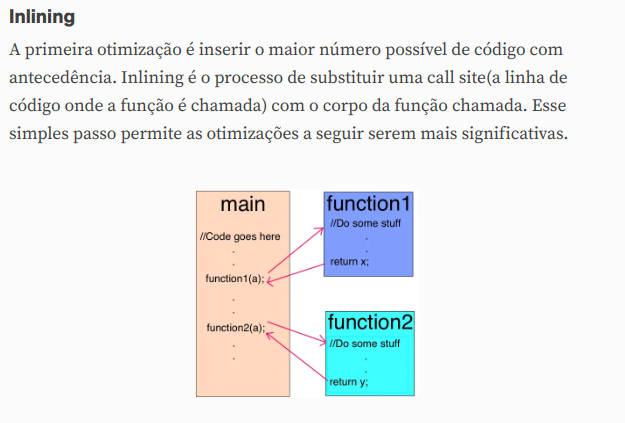 Inlining
A primeira otimização é inserir o maior número possível de código com
antecedência. Inlining é o processo de substituir uma call site(a linha de
código onde a função é chamada) com o corpo da função chamada. Esse
simples passo permite as otimizações a seguir serem mais significativas.
main
//Code goes here
.
.
function1(a);
.
.
function2(a);
.
.
function1
//Do some stuff
.
.
return x;
function2
//Do some stuff
.
.
return y;